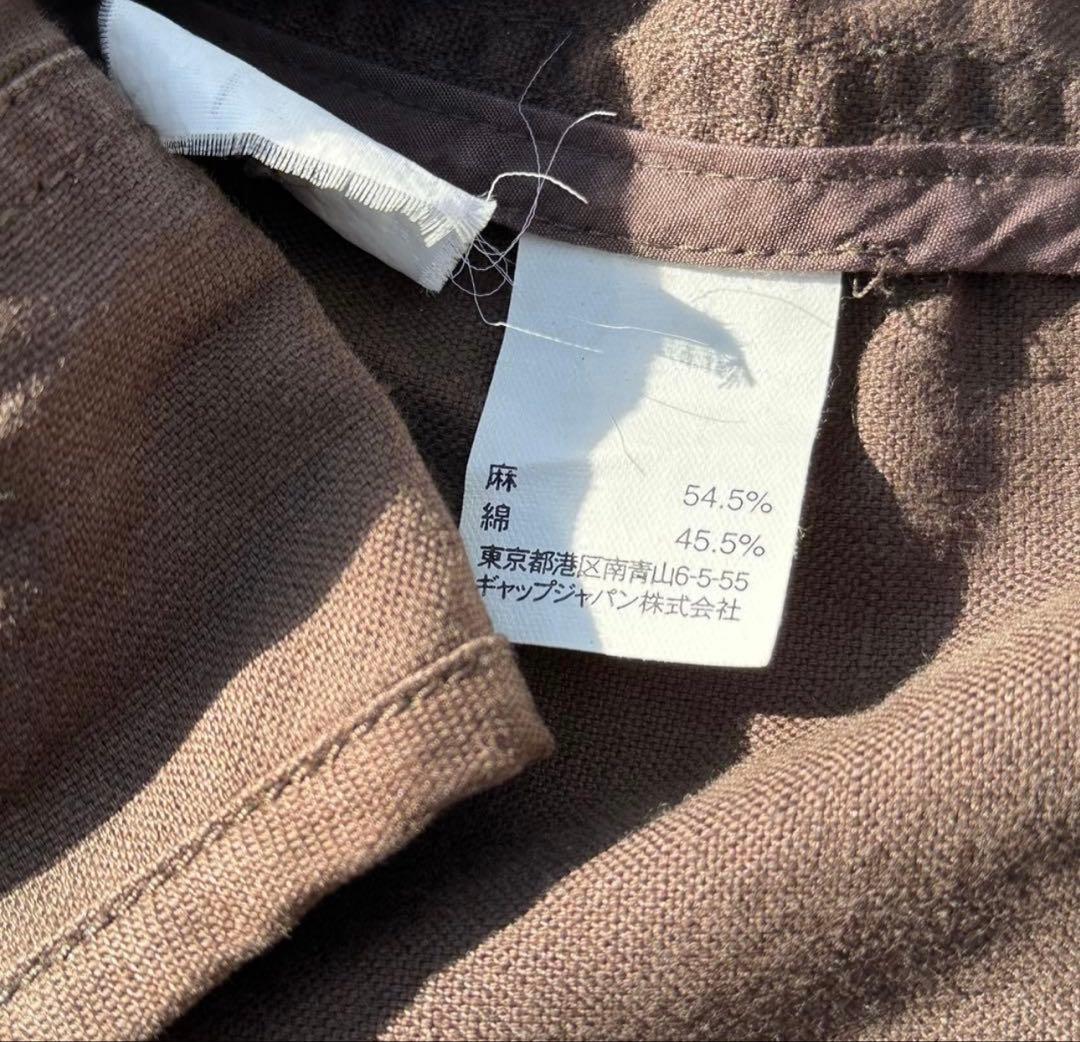 麻 54.5%
綿 45.5%
東京都港区南青山6-5-55
ギャップジャパン株式会社